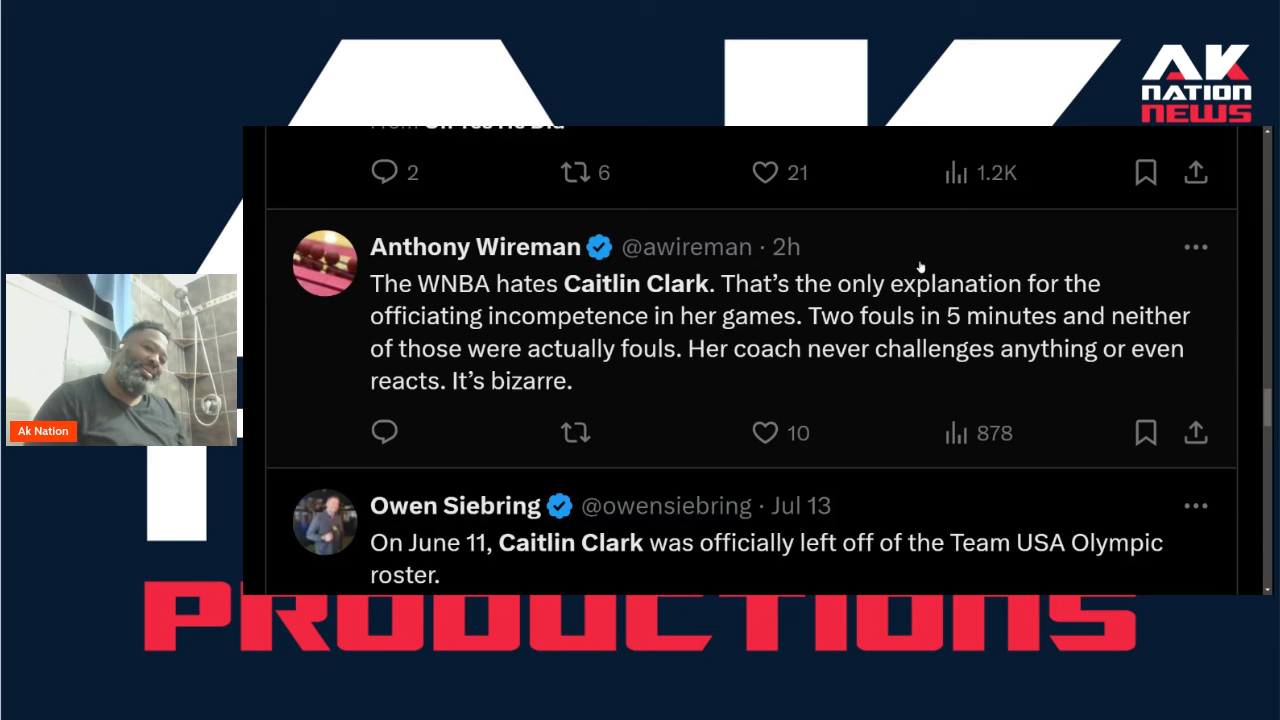 AK
NATION
NEWS
2
6
21
1.2K
Anthony Wireman @awireman · 2h
The WNBA hates Caitlin Clark. That’s the only explanation for the
officiating incompetence in her games. Two fouls in 5 minutes and neither
of those were actually fouls. Her coach never challenges anything or even
reacts. It’s bizarre.
10
878
Owen Siebring @owensiebring · Jul 13
On June 11, Caitlin Clark was officially left off of the Team USA Olympic
roster.
Ak Nation
PRODUCTIONS